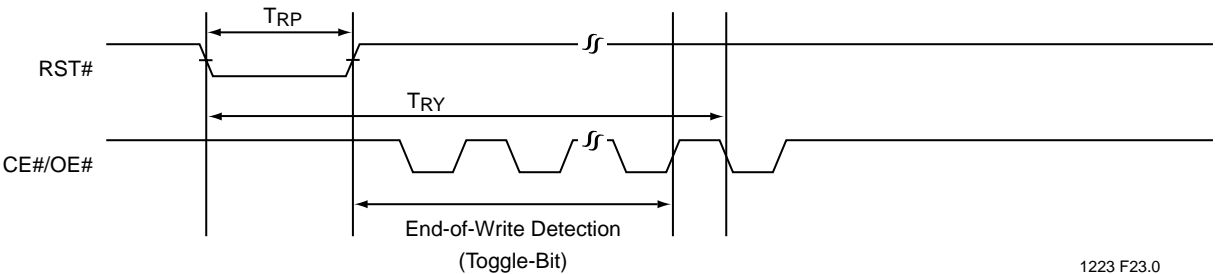 TRP
RST#
TRY
CE#/OE#
End-of-Write Detection
(Toggle-Bit)
1223 F23.0